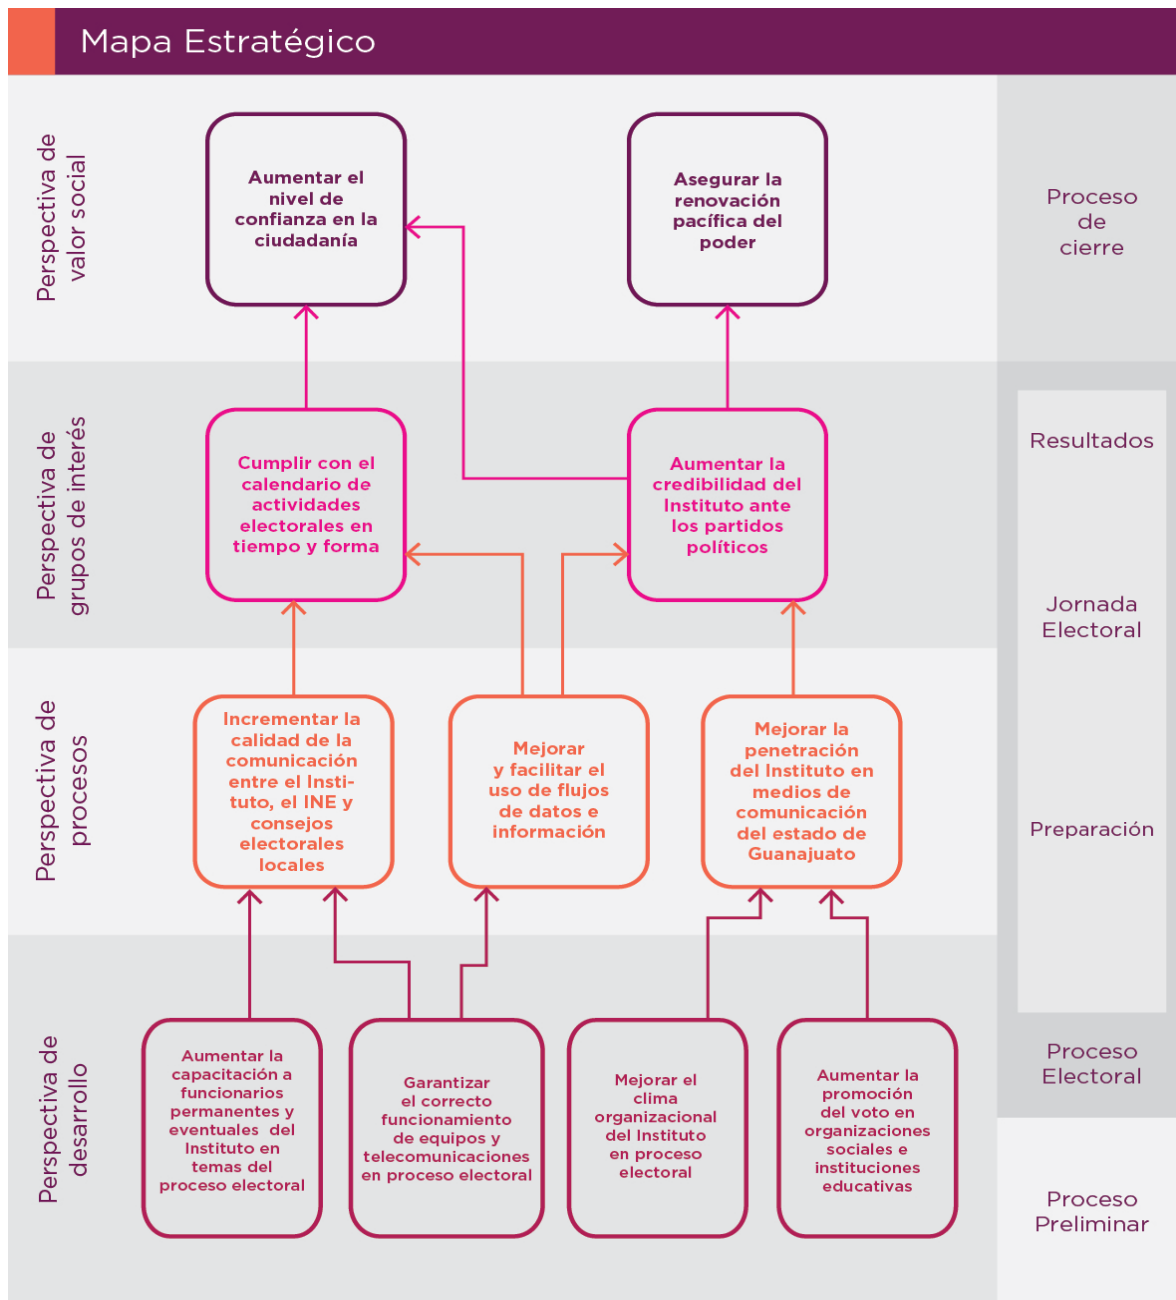 Mapa Estratégico
Perspectiva de
valor social
Aumentar el
nivel de
confianza en la
ciudadanía
Asegurar la
renovación
pacífica del
poder
Proceso
de
cierre
Perspectiva de
grupos de interés
Cumplir con el
calendario de
actividades
electorales en
tiempo y forma
Aumentar la
credibilidad del
Instituto ante
los partidos
políticos
Resultados
Jornada
Electoral
Perspectiva de
procesos
Incrementar la
calidad de la
comunicación
entre el Insti-
tuto, el INE y
consejos
electorales
locales
Mejorar
y facilitar el
uso de flujos
de datos e
información
Mejorar la
penetración
del Instituto en
medios de
comunicación
del estado de
Guanajuato
Preparación
Perspectiva de
desarrollo
Aumentar la
capacitación a
funcionarios
permanentes y
eventuales  del
Instituto en
temas del
proceso electoral
Garantizar
el correcto
funcionamiento
de equipos y
telecomunicaciones
en proceso electoral
Mejorar el
clima
organizacional
del Instituto
en proceso
electoral
Aumentar la
promoción
del voto en
organizaciones
sociales e
instituciones
educativas
Proceso
Electoral
Proceso
Preliminar